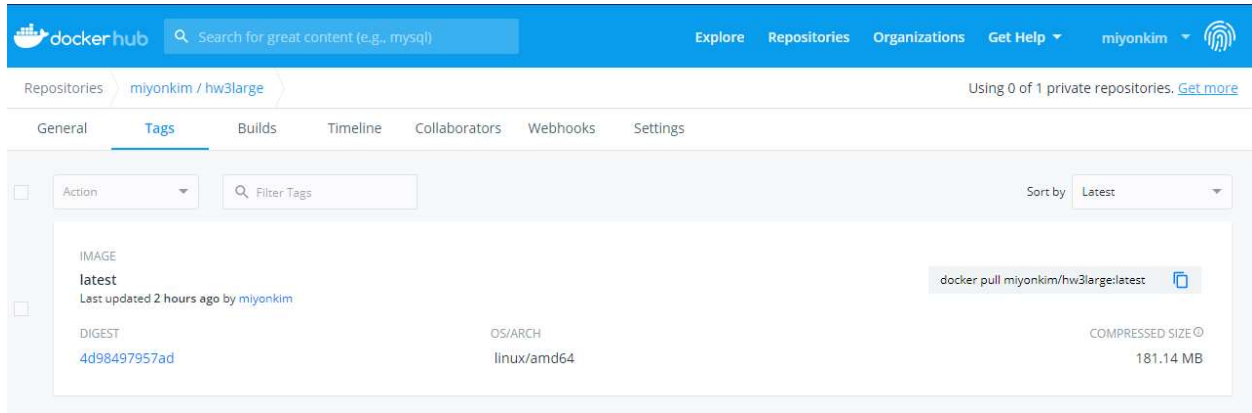 dockerhub Search for great content (e.g., mysql) Explore Repositories Organizations Get Help miyonkim
Repositories miyonkim / hw3large Using 0 of 1 private repositories. Get more
General Tags Builds Timeline Collaborators Webhooks Settings
Action Filter Tags Sort by Latest
IMAGE
latest docker pull miyonkim/hw3large:latest
Last updated 2 hours ago by miyonkim
DIGEST OS/ARCH COMPRESSED SIZE
4d98497957ad linux/amd64 181.14 MB